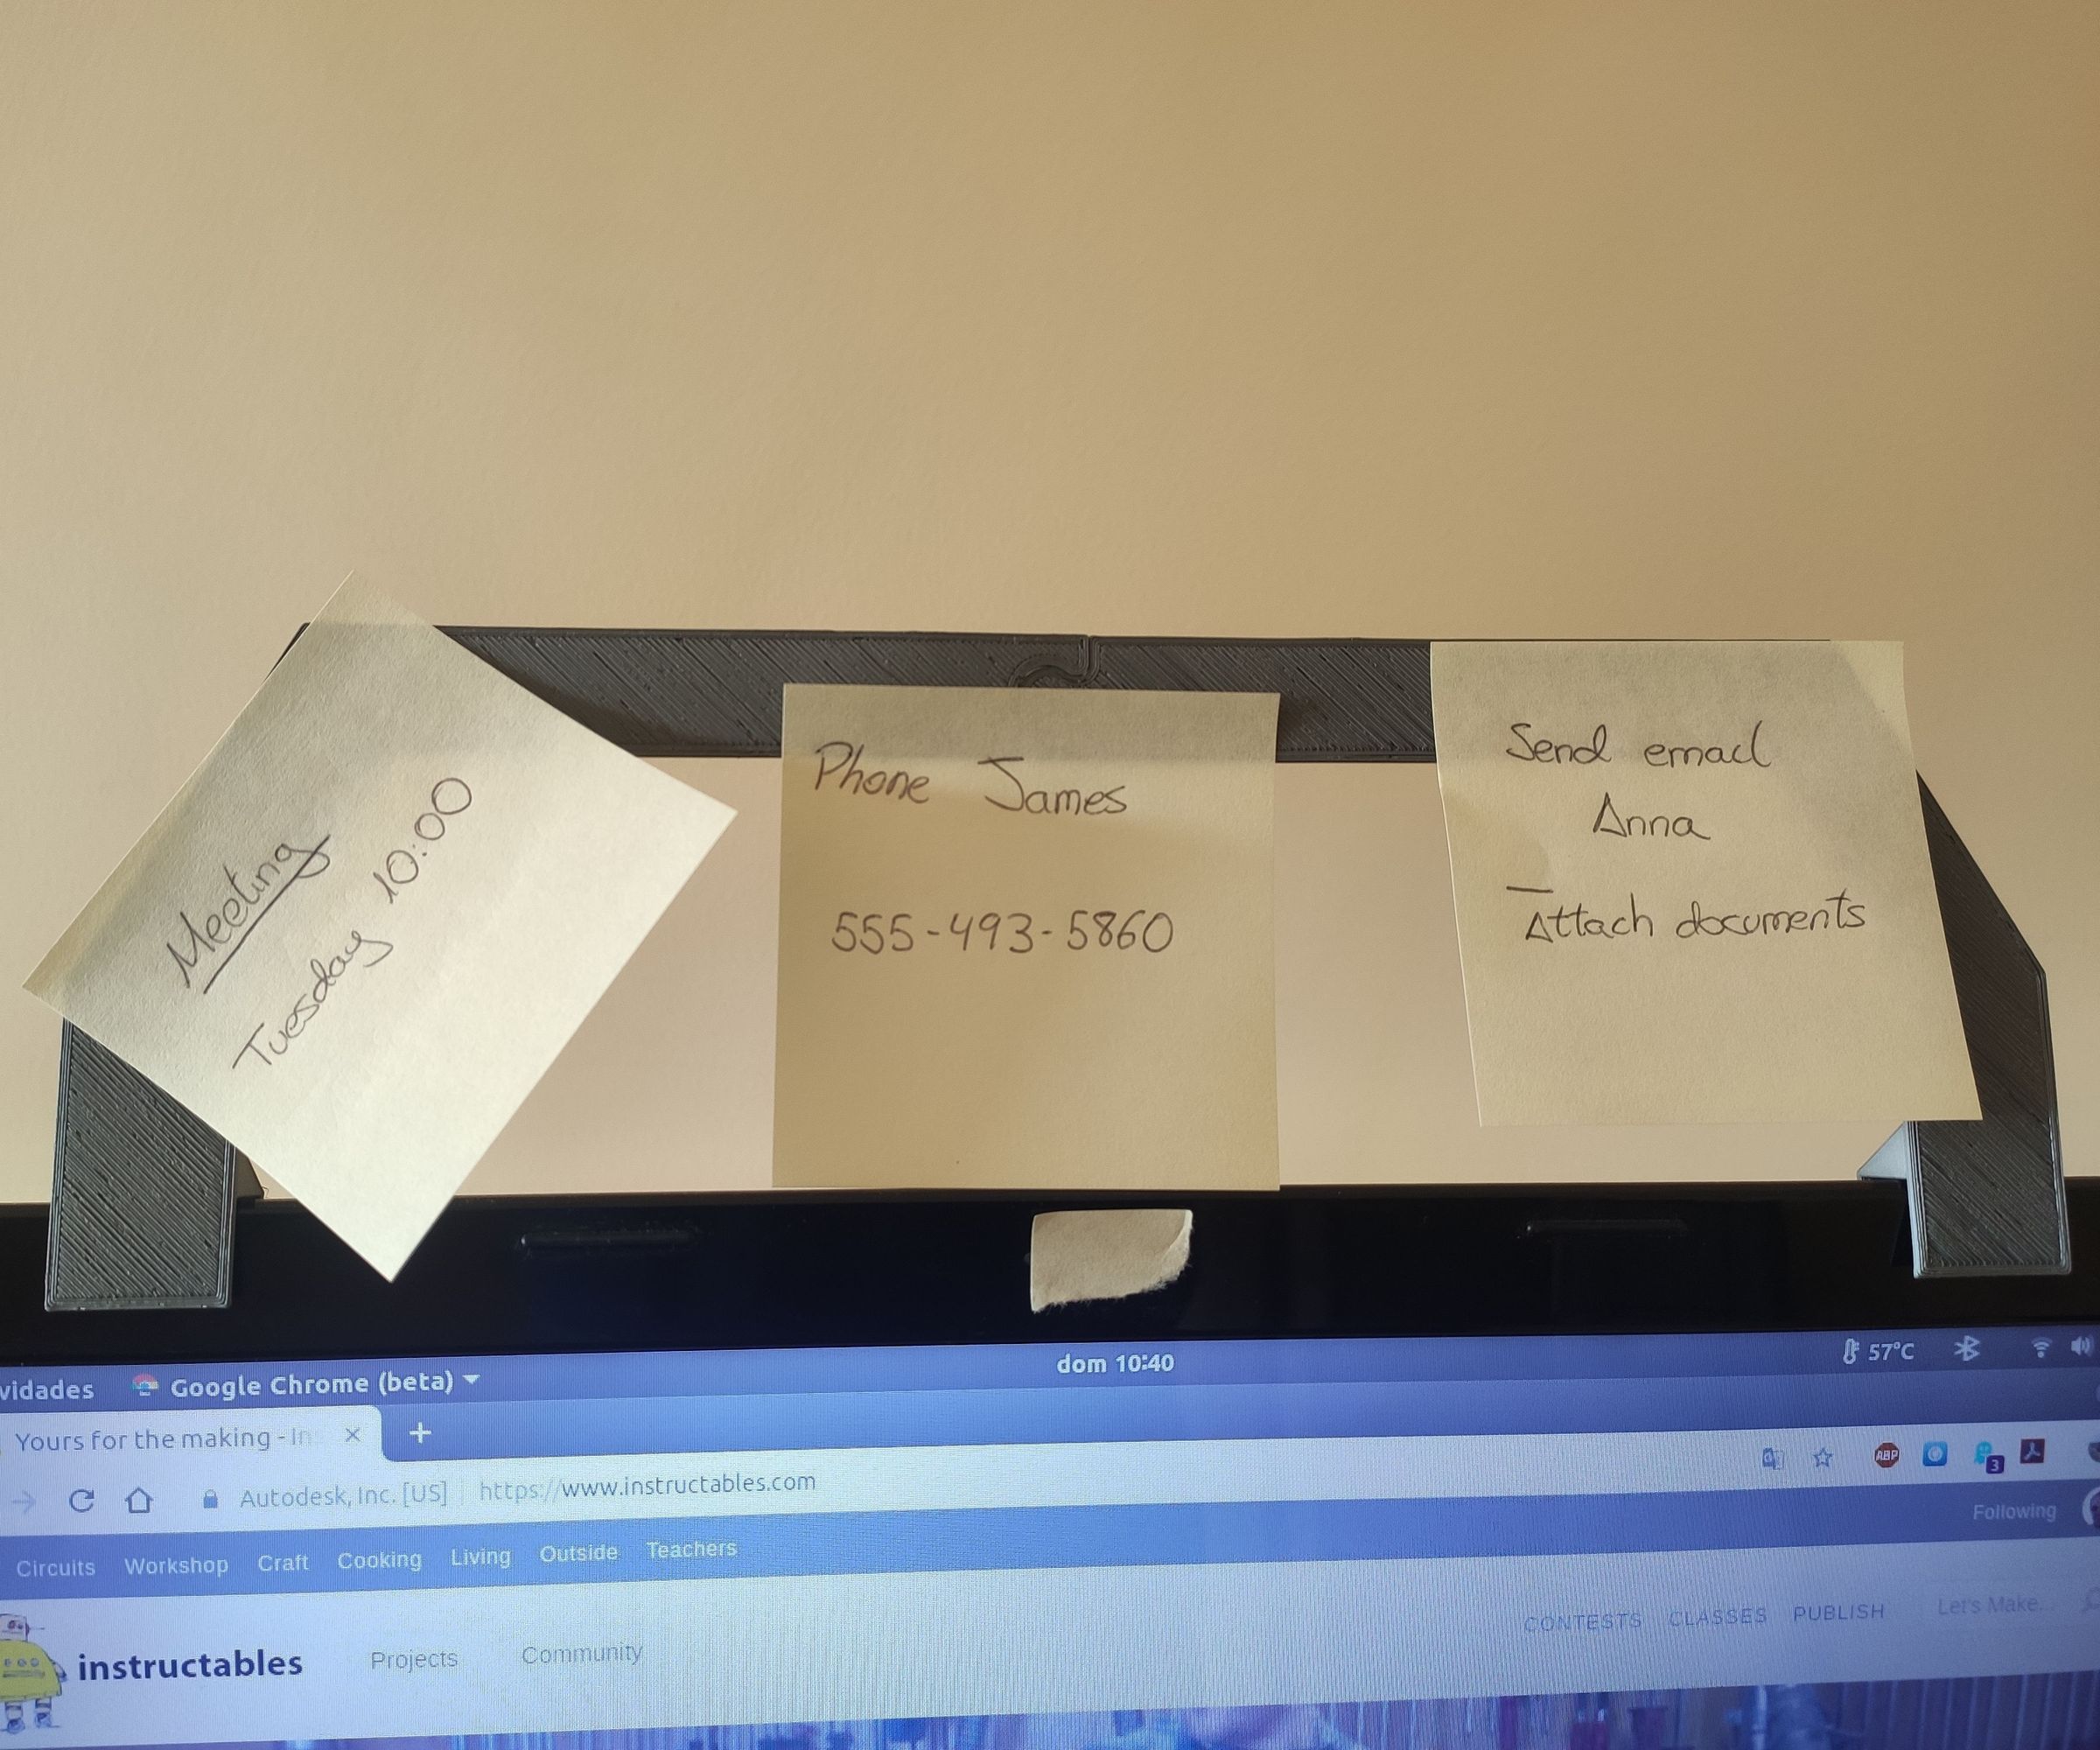 Meeting
Tuesday 10:00
Phone James
555-493-5860
Send email
Anna
– Attach documents
vidades Google Chrome (beta) dom 10:40 57°C
Yours for the making - In
Autodesk, Inc. [US] https://www.instructables.com
ABP 3
Circuits Workshop Craft Cooking Living Outside Teachers Following
instructables Projects Community CONTESTS CLASSES PUBLISH Let's Make...